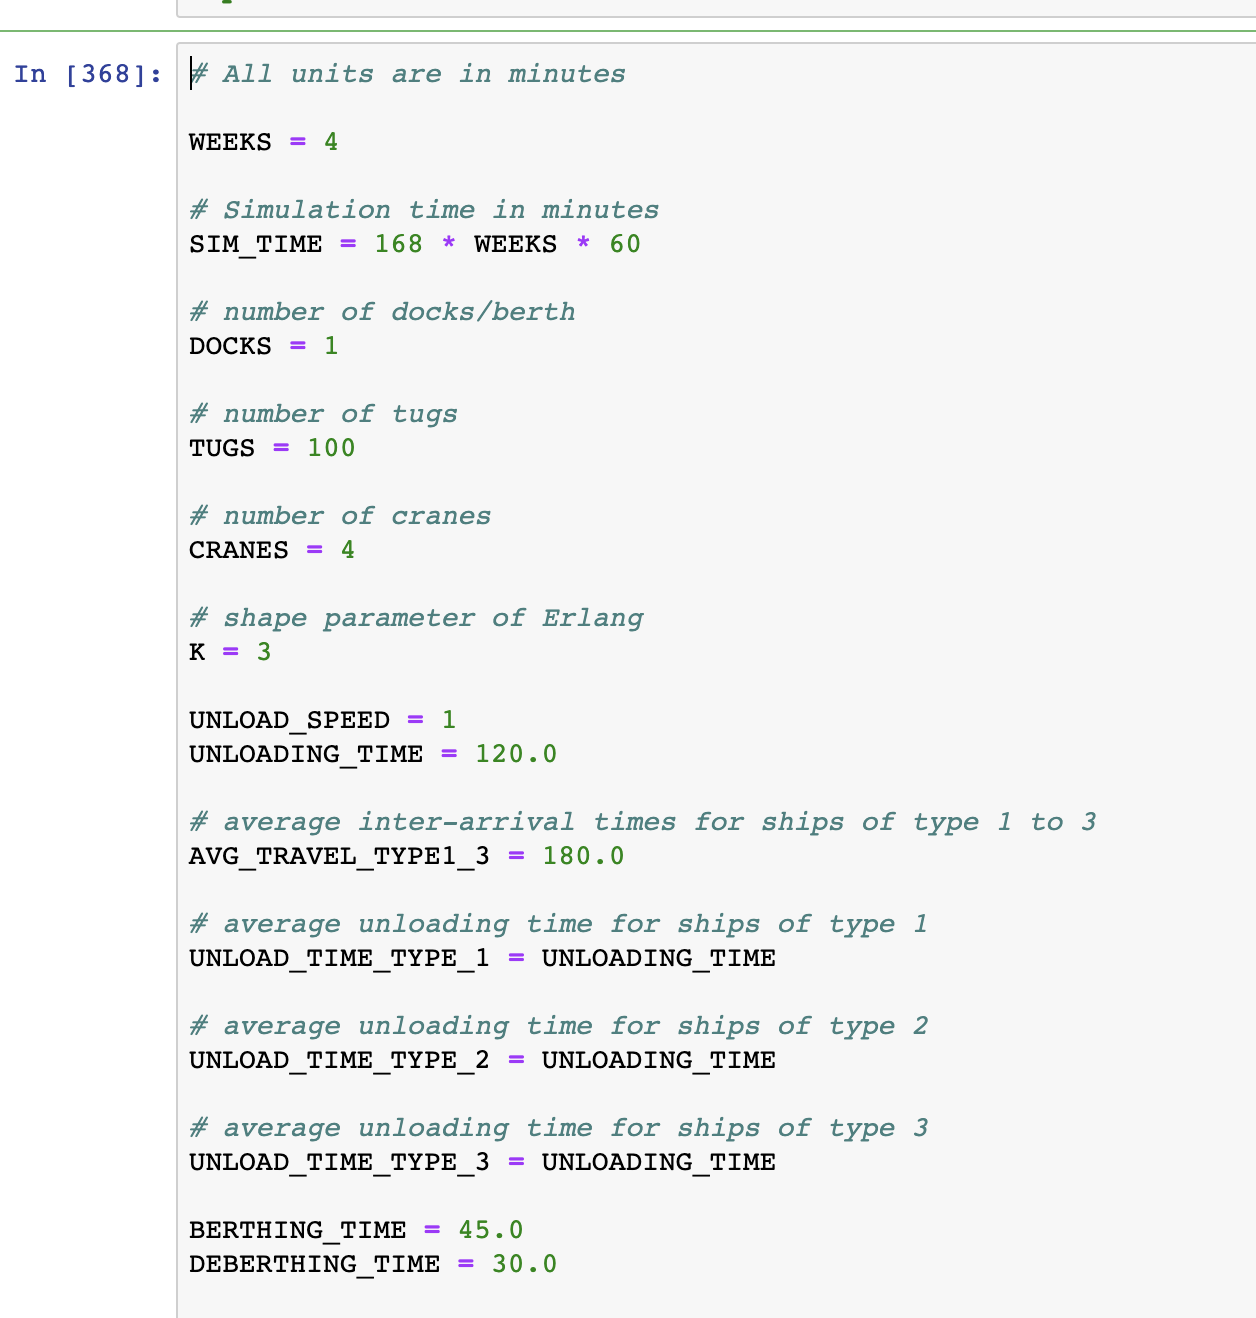 In [368]: # All units are in minutes
WEEKS = 4
# Simulation time in minutes
SIM_TIME = 168 * WEEKS * 60
# number of docks/berth
DOCKS = 1
# number of tugs
TUGS = 100
# number of cranes
CRANES = 4
# shape parameter of Erlang
K = 3
UNLOAD_SPEED = 1
UNLOADING_TIME = 120.0
# average inter-arrival times for ships of type 1 to 3
AVG_TRAVEL_TYPE1_3 = 180.0
# average unloading time for ships of type 1
UNLOAD_TIME_TYPE_1 = UNLOADING_TIME
# average unloading time for ships of type 2
UNLOAD_TIME_TYPE_2 = UNLOADING_TIME
# average unloading time for ships of type 3
UNLOAD_TIME_TYPE_3 = UNLOADING_TIME
BERTHING_TIME = 45.0
DEBERTHING_TIME = 30.0